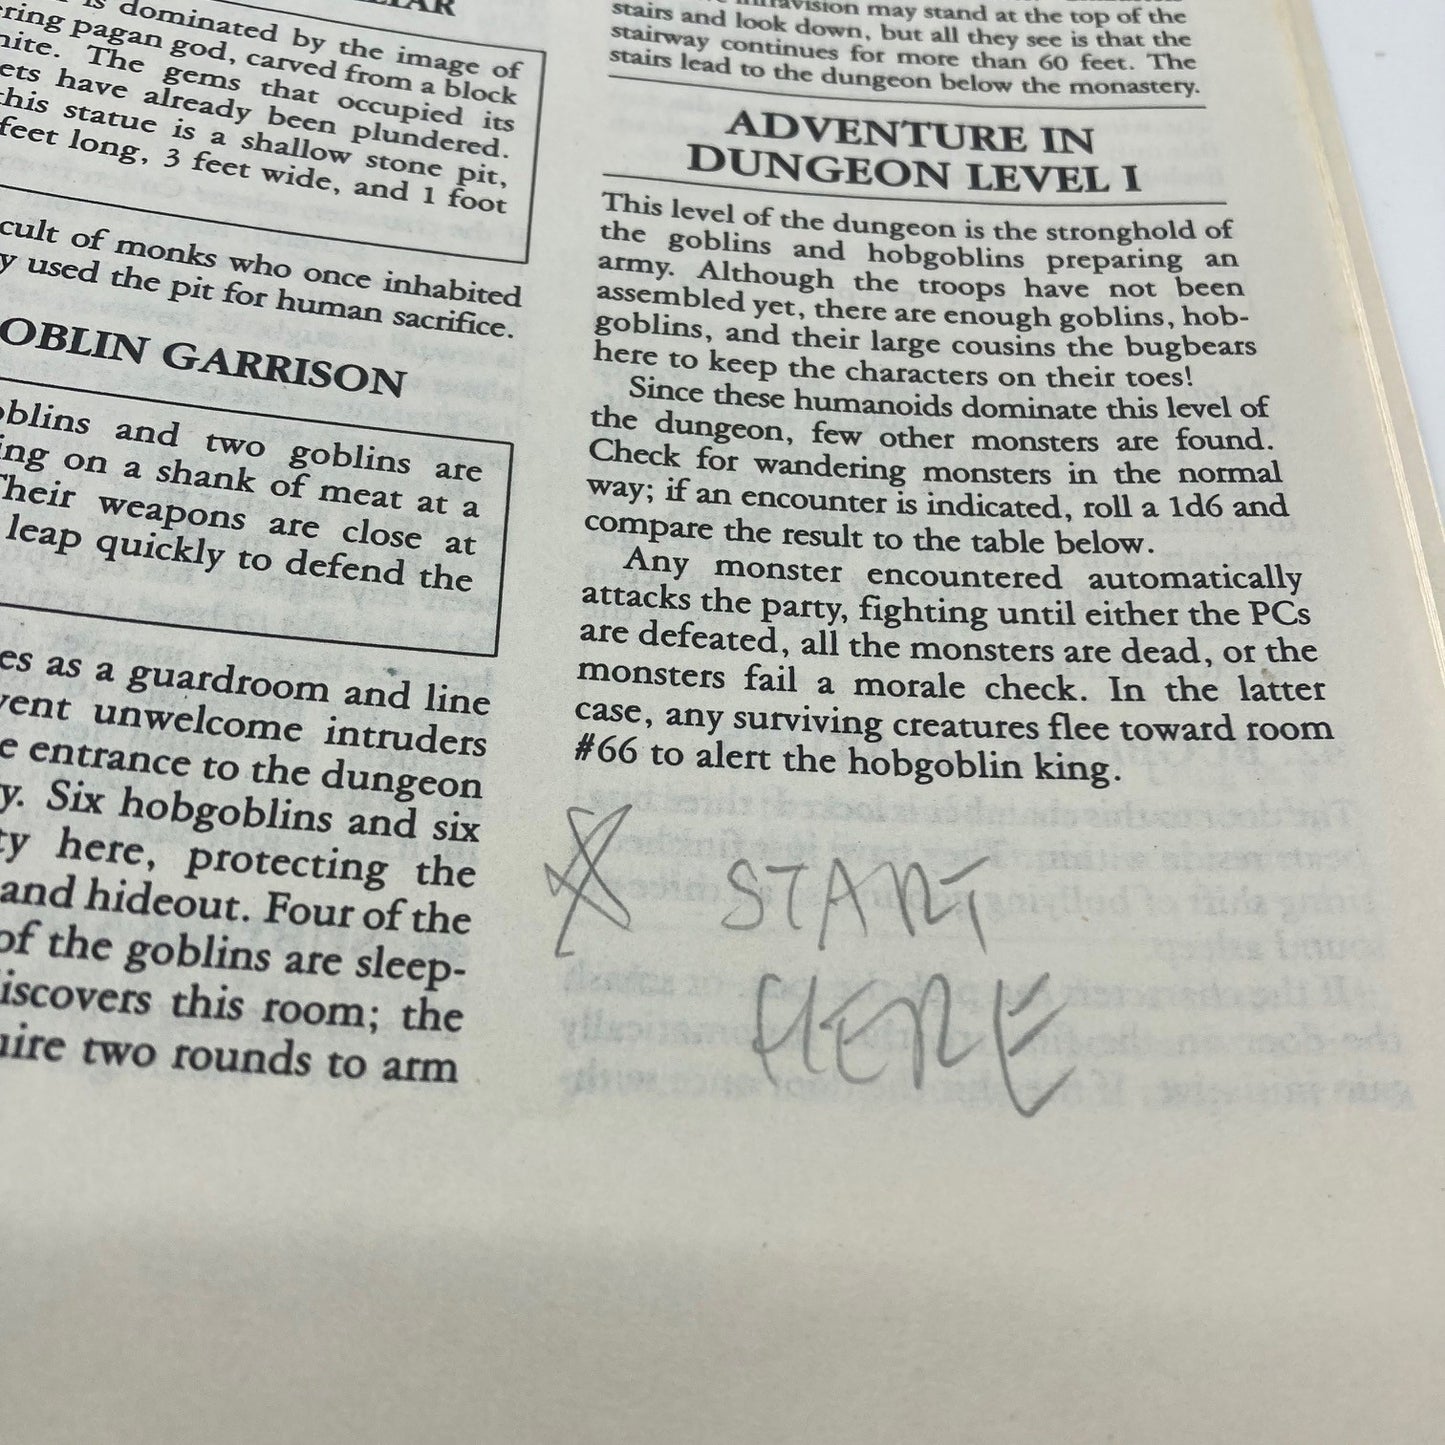 is dominated by the image of
ring pagan god, carved from a block
nite. The gems that occupied its
ets have already been plundered.
this statue is a shallow stone pit,
feet long, 3 feet wide, and 1 foot
cult of monks who once inhabited
y used the pit for human sacrifice.
OBLIN GARRISON
oblins and two goblins are
ing on a shank of meat at a
Their weapons are close at
leap quickly to defend the
es as a guardroom and line
vent unwelcome intruders
e entrance to the dungeon
y. Six hobgoblins and six
ty here, protecting the
and hideout. Four of the
of the goblins are sleep-
iscovers this room; the
uire two rounds to arm
infravision may stand at the top of the
stairs and look down, but all they see is that the
stairway continues for more than 60 feet. The
stairs lead to the dungeon below the monastery.
ADVENTURE IN
DUNGEON LEVEL I
This level of the dungeon is the stronghold of
the goblins and hobgoblins preparing an
army. Although the troops have not been
assembled yet, there are enough goblins, hob-
goblins, and their large cousins the bugbears
here to keep the characters on their toes!
Since these humanoids dominate this level of
the dungeon, few other monsters are found.
Check for wandering monsters in the normal
way; if an encounter is indicated, roll a 1d6 and
compare the result to the table below.
Any monster encountered automatically
attacks the party, fighting until either the PCs
are defeated, all the monsters are dead, or the
monsters fail a morale check. In the latter
case, any surviving creatures flee toward room
#66 to alert the hobgoblin king.
START
HERE